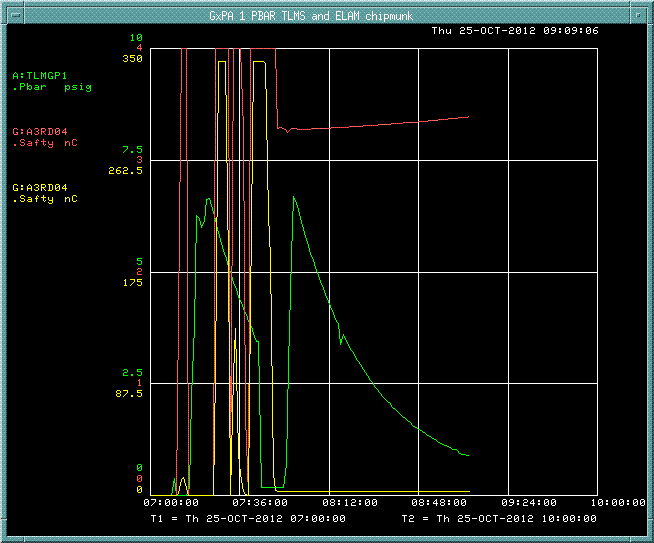 GxPA 1 PBAR TLMS and ELAM chipmunk
Thu 25-OCT-2012 09:09:06
10
4
350
A:TLMGP1
.Pbar psig
G:A3RD04
.Safty nC
7.5
3
262.5
G:A3RD04
.Safty nC
5
2
175
2.5
1
87.5
0
0
0
07:00:00 07:36:00 08:12:00 08:48:00 09:24:00 10:00:00
T1 = Th 25-OCT-2012 07:00:00 T2 = Th 25-OCT-2012 10:00:00